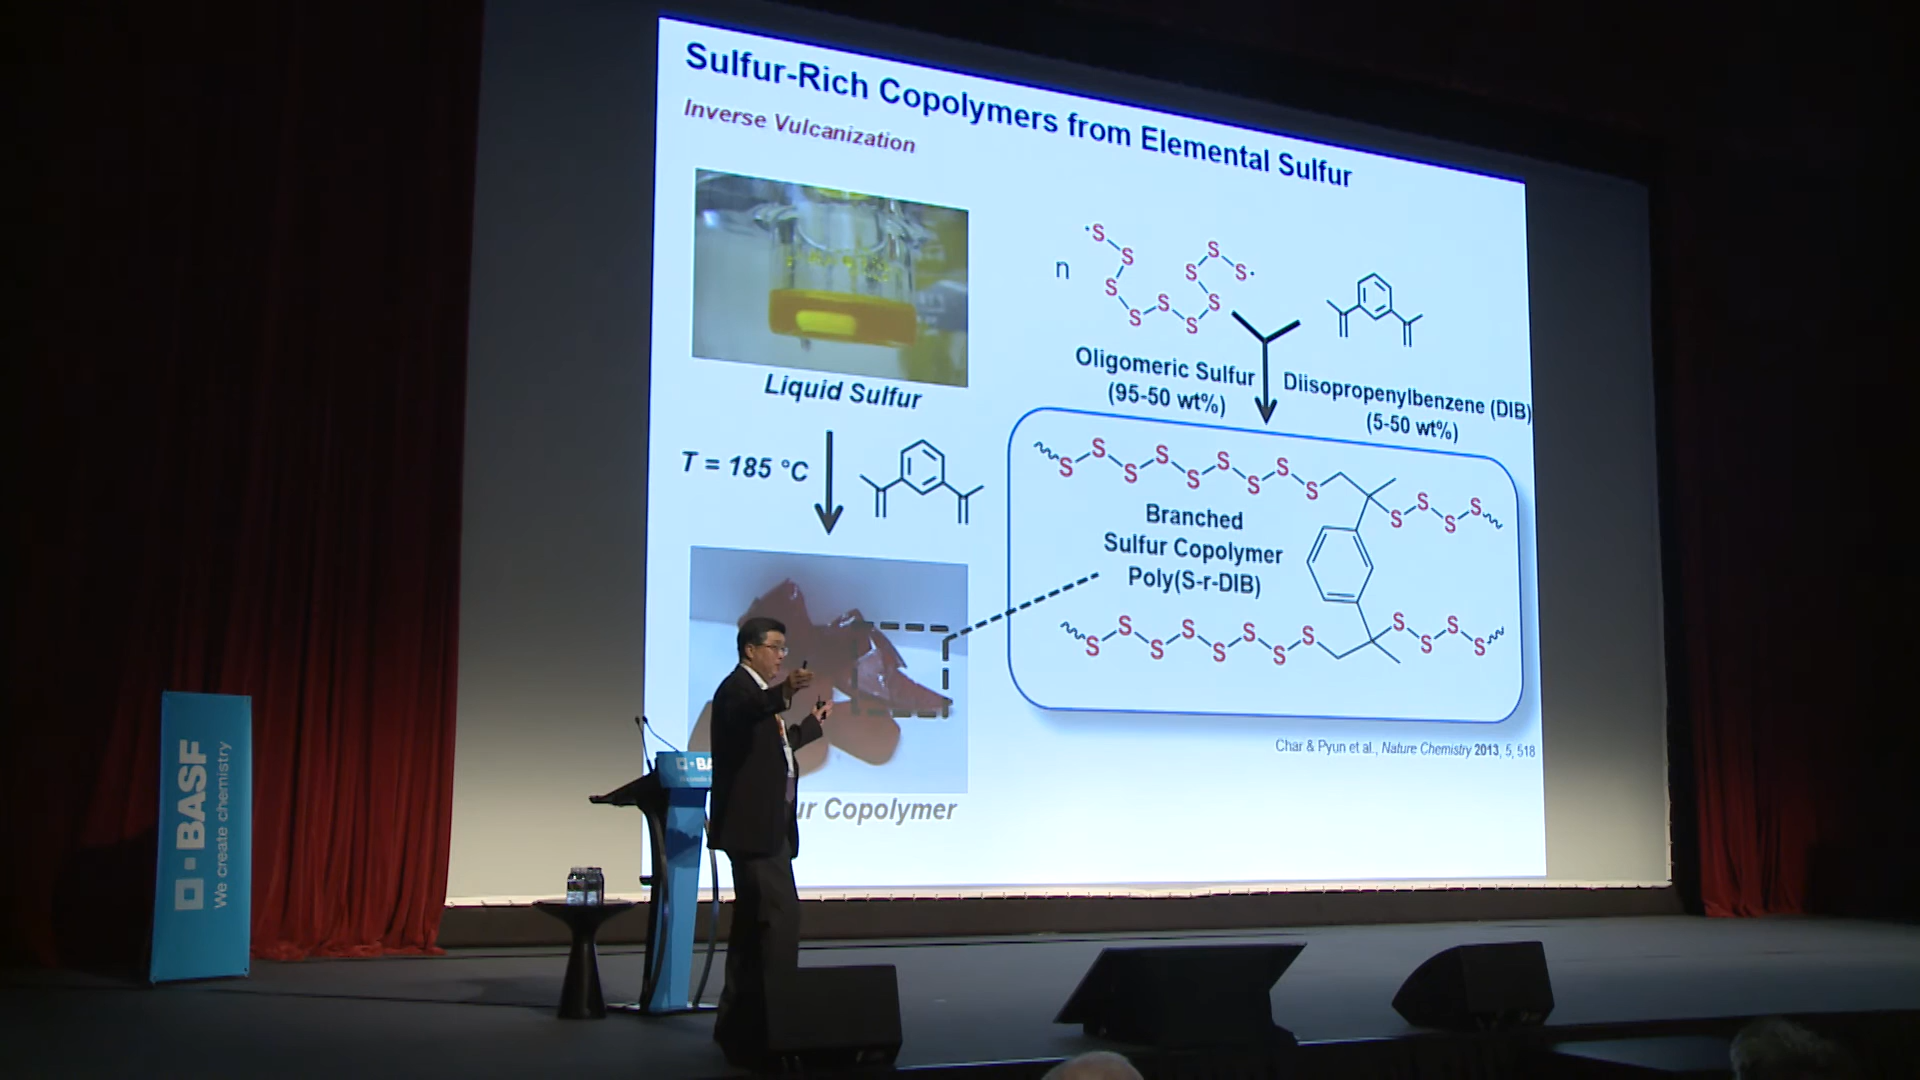 Sulfur-Rich Copolymers from Elemental Sulfur
Inverse Vulcanization
Liquid Sulfur
T = 185 °C
ur Copolymer
n
·S
S
S
S
S
S
S
S
S
S·
Oligomeric Sulfur
(95-50 wt%)
Diisopropenylbenzene (DIB)
(5-50 wt%)
S S S S S S S S S S S S S
Branched
Sulfur Copolymer
Poly(S-r-DIB)
S S S S S S S S S S S S
Char & Pyun et al., Nature Chemistry 2013, 5, 518
BASF
We create chemistry
BA